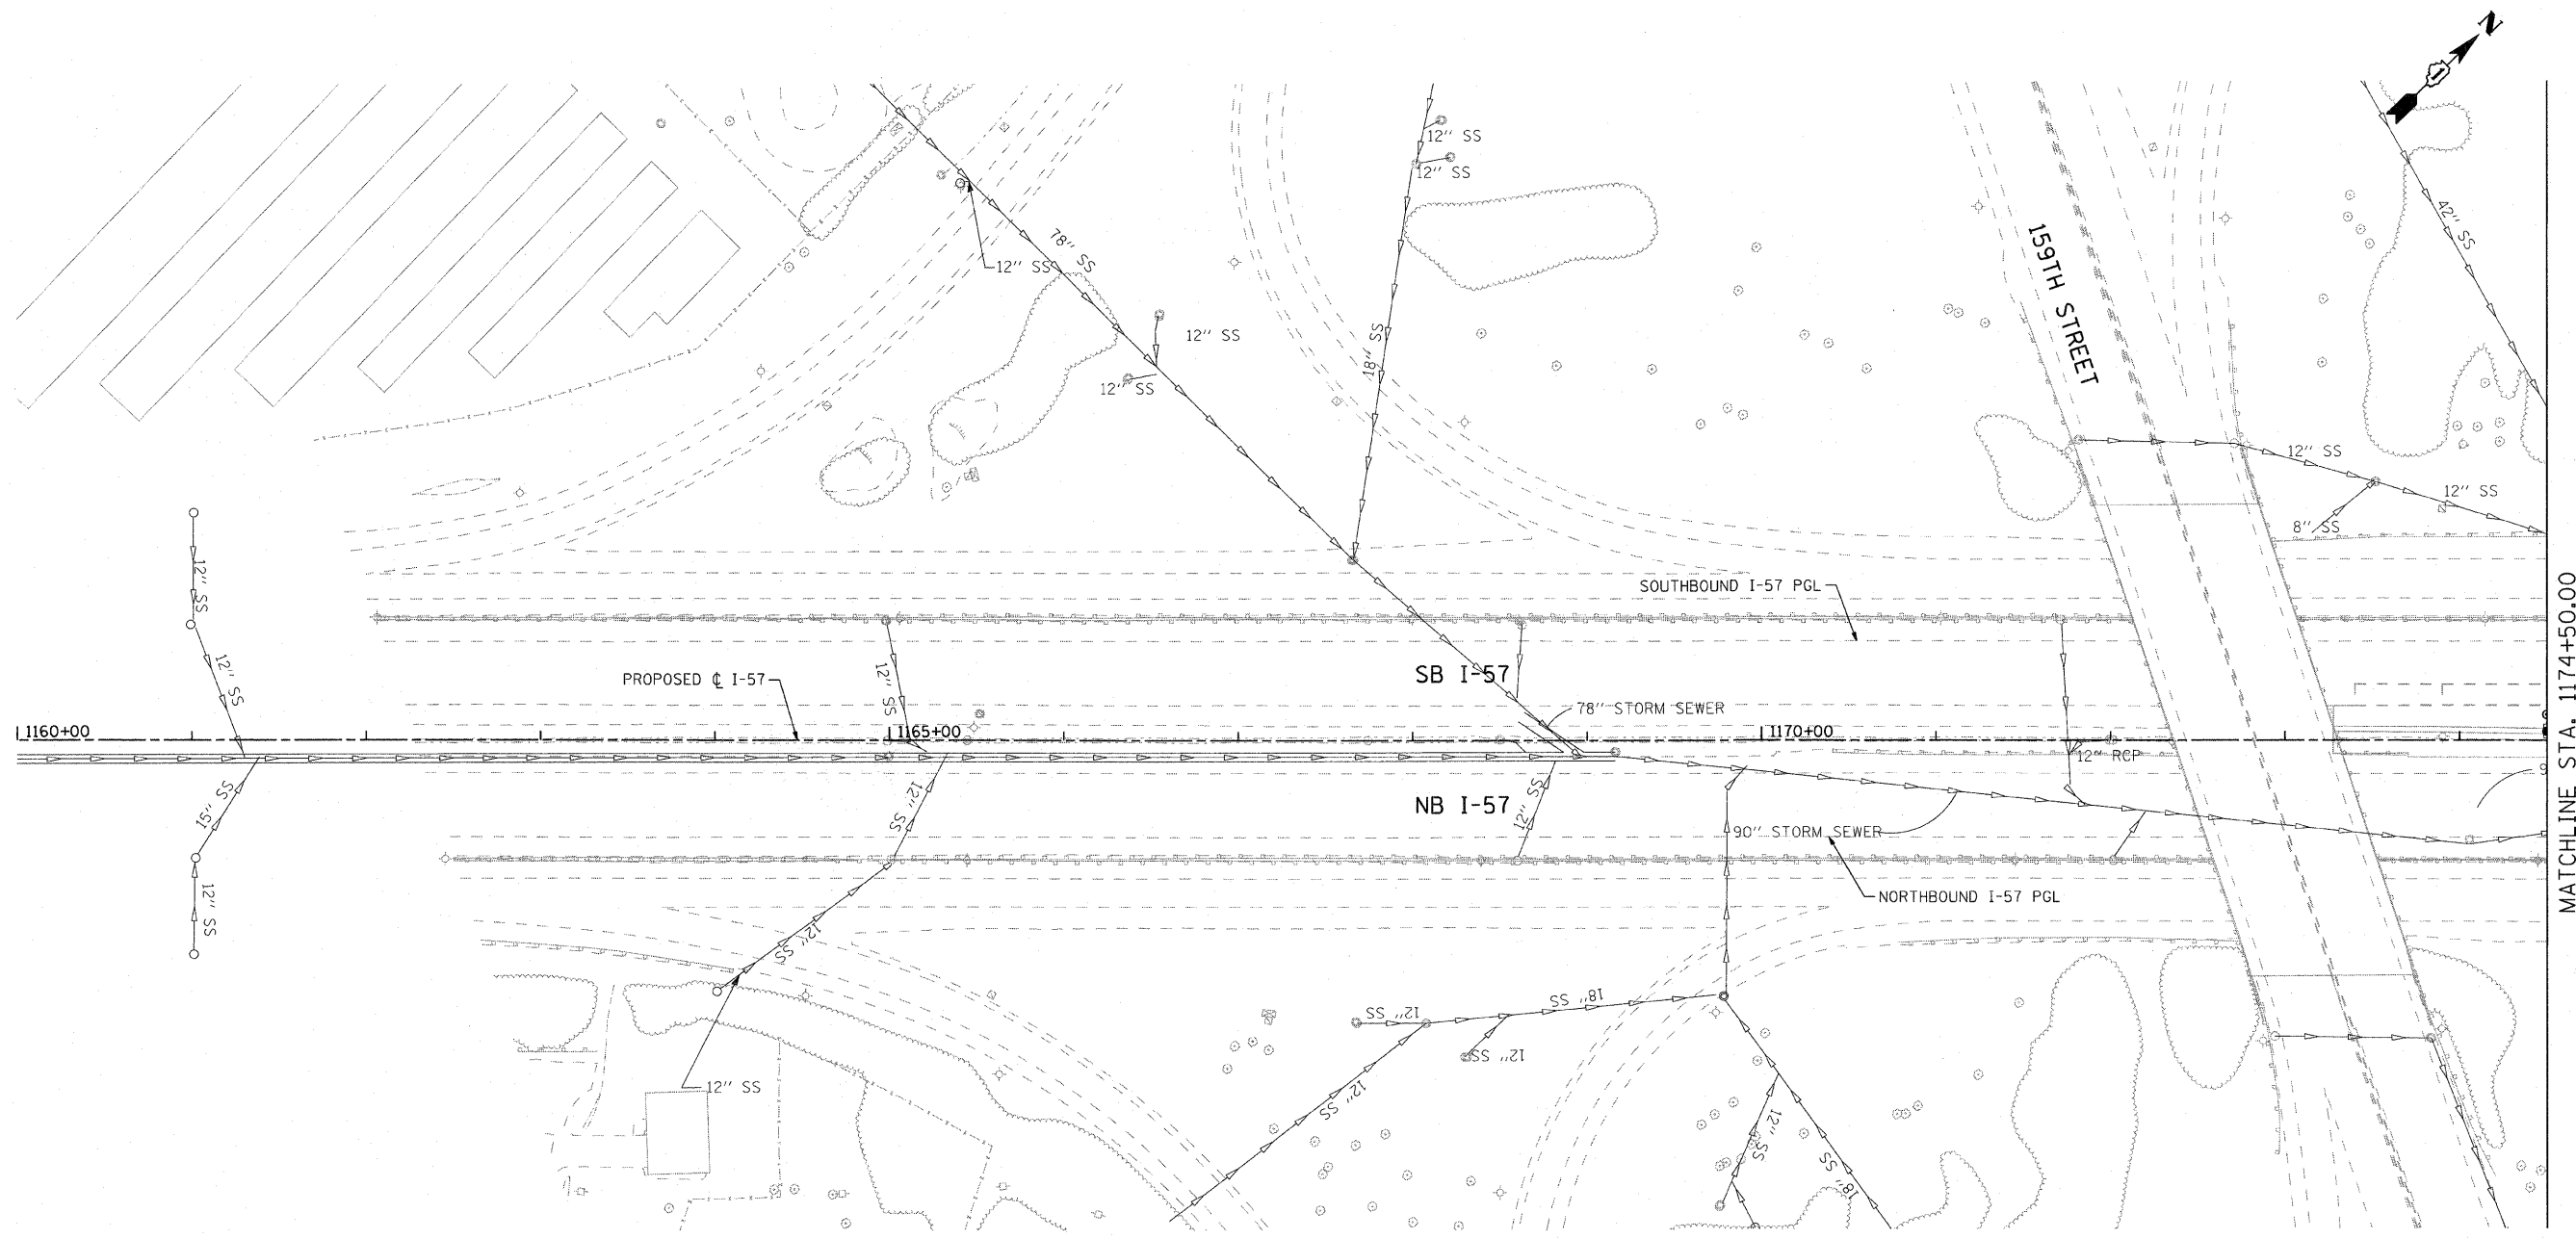 N
12" SS
12" SS
78" SS
12" SS
12" SS
12" SS
18" SS
159TH STREET
42" SS
12" SS
12" SS
8" SS
12" SS
12" SS
SOUTHBOUND I-57 PGL
PROPOSED ℄ I-57
12" SS
SB I-57
78" STORM SEWER
1160+00
1165+00
1170+00
12" RCP
MATCHLINE STA. 1174+50.00
9
15" SS
12" SS
12" SS
NB I-57
90" STORM SEWER
NORTHBOUND I-57 PGL
12" SS
12" SS
12" SS
18" SS
12" SS
12" SS
12" SS
12" SS
18" SS